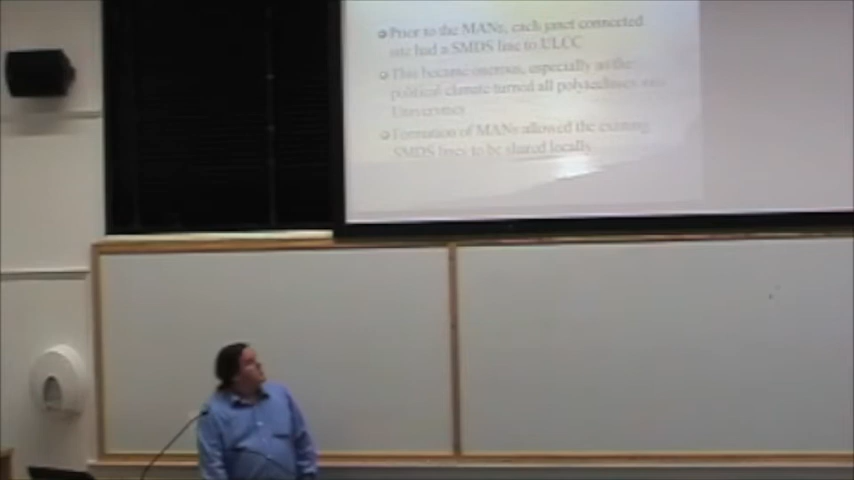 Prior to the MANs, each janet connected
site had a SMDS line to ULCC
This became onerous, especially as the
political climate turned all polytechnics into
Universities
Formation of MANs allowed the existing
SMDS lines to be shared locally